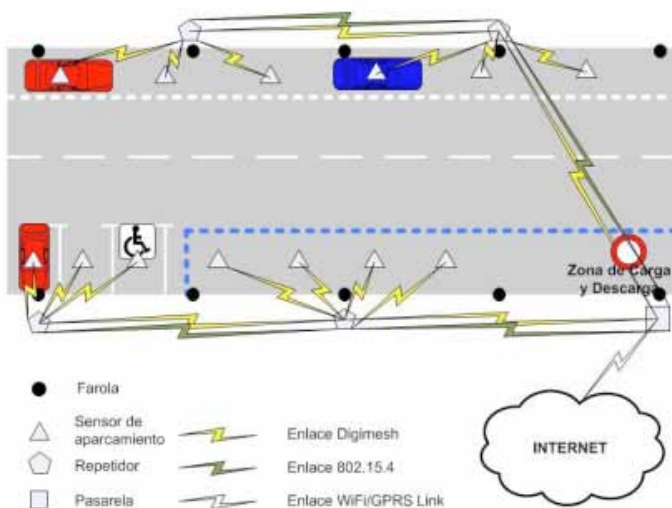 Zona de Carga
y Descarga
Farola
Sensor de
aparcamiento
Enlace Digimesh
Repetidor
Enlace 802.15.4
Pasarela
Enlace WiFi/GPRS Link
INTERNET